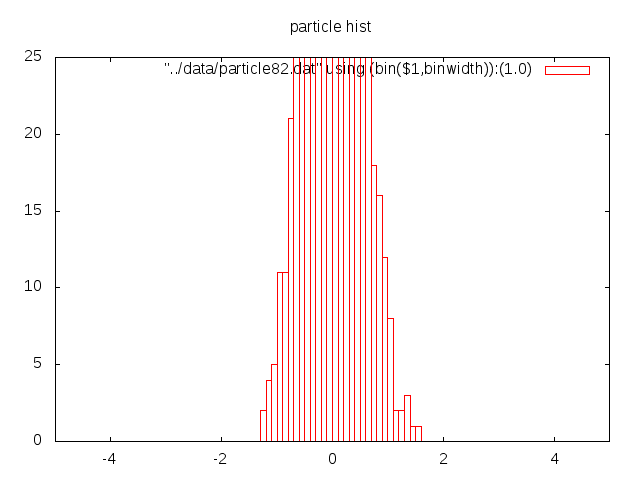 particle hist
25
"../data/particle82.dat" using (bin($1,binwidth)):(1.0)
20
15
10
5
0
-4 -2 0 2 4